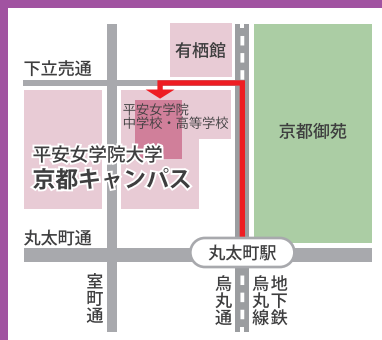 有栖館
下立売通
平安女学院
中学校・高等学校
京都御苑
平安女学院大学
京都キャンパス
丸太町通
丸太町駅
室町通
烏丸通
烏丸線
地下鉄